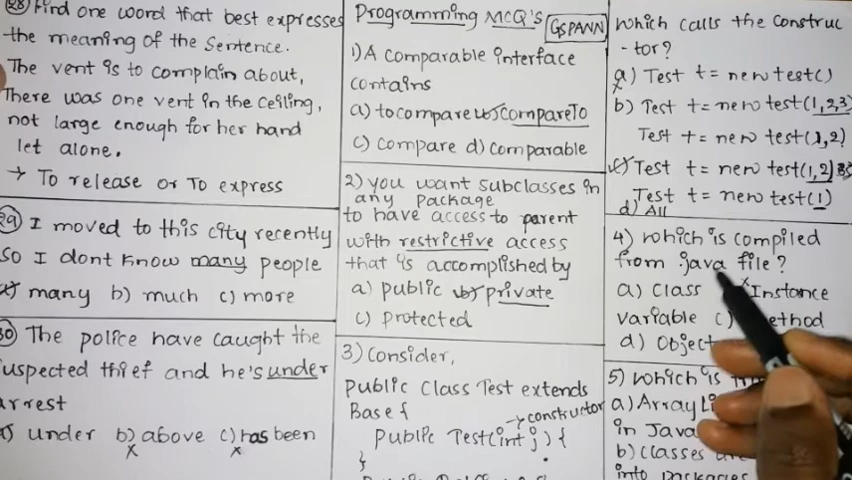 28) Find one word that best expresses
the meaning of the Sentence.
The vent is to complain about,
There was one vent in the ceiling,
not large enough for her hand
let alone.
→ To release or To express
29) I moved to this city recently
so I dont know many people
a) many b) much c) more
30) The police have caught the
suspected thief and he's under
arrest
a) under b) above c) has been
x x
Programming MCQ's
GSPANN
1) A comparable interface
contains
a) tocompare b) compareTo
c) compare d) comparable
2) you want subclasses in
any package
to have access to parent
with restrictive access
that is accomplished by
a) public b) private
c) protected
3) Consider,
public class Test extends
Base {
→ constructor
public Test(int j) {
}
which calls the construc
-tor?
a) Test t = new test()
x
b) Test t = new test(1,2,3)
Test t = new test(1,2)
c) Test t = new test(1,2)
Test t = new test(1)
d) All
4) which is compiled
from .java file?
a) class Instance
variable c)
d) Object
5) which is
a)
in Java
b) classes
into packages